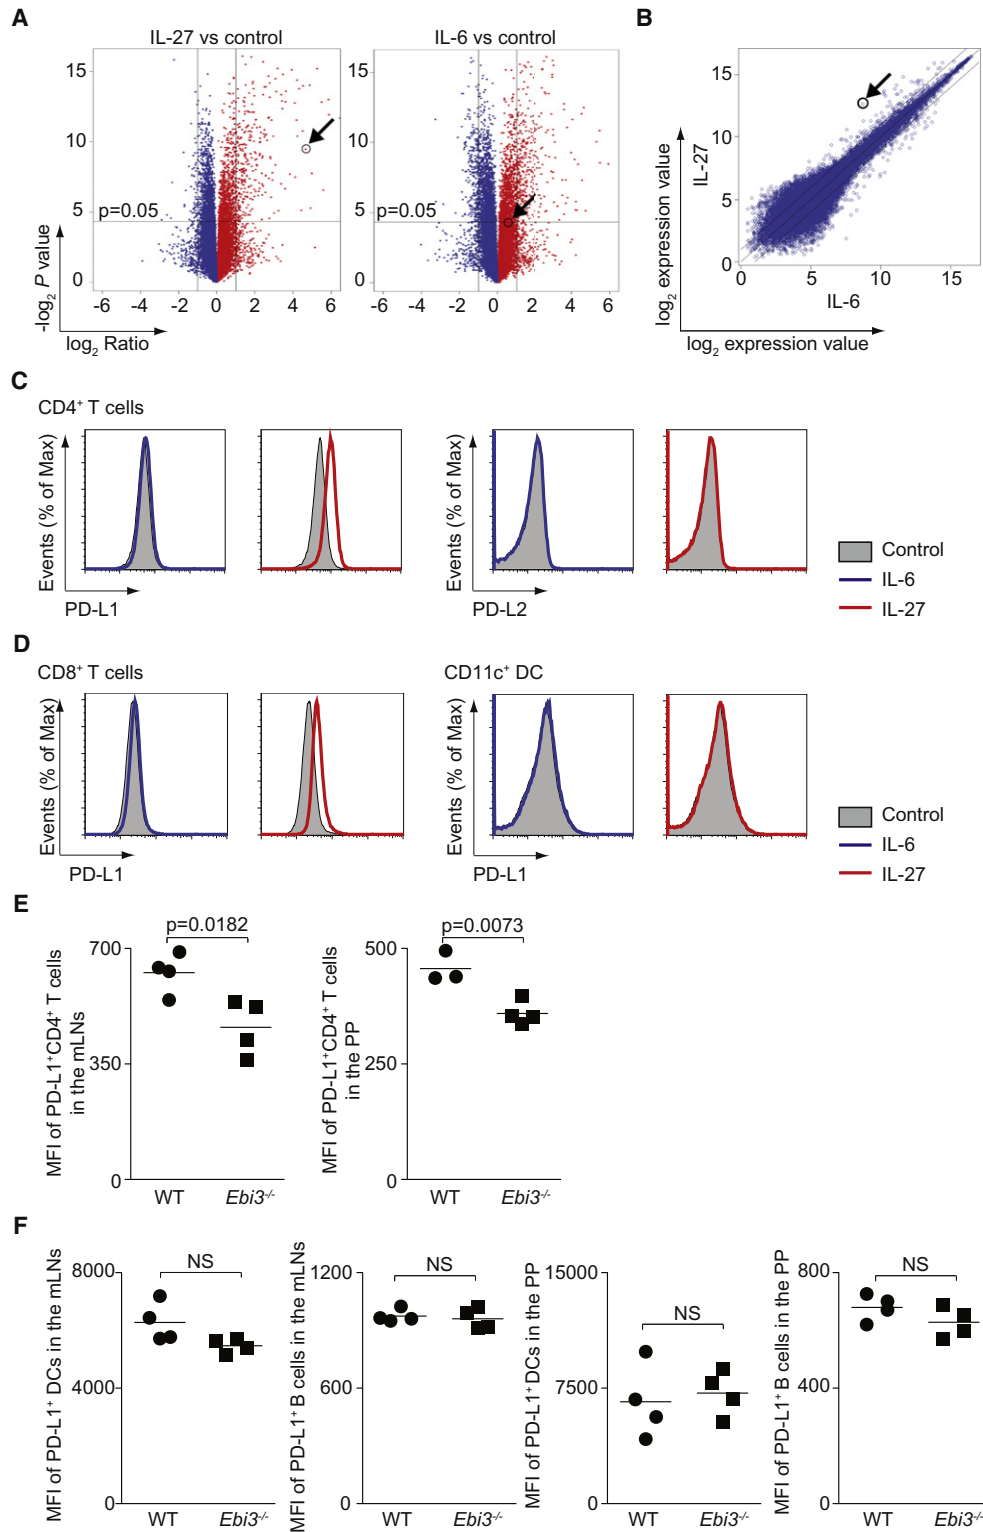 A
B
IL-27 vs control
IL-6 vs control
15
10
5
0
p=0.05
-6 -4 -2 0 2 4 6
-log2 P value
log2 Ratio
15
10
5
0
p=0.05
-6 -4 -2 0 2 4 6
15
10
5
0
0 5 10 15
IL-27
log2 expression value
IL-6
log2 expression value
C
CD4+ T cells
Events (% of Max)
PD-L1
Events (% of Max)
PD-L2
Control
IL-6
IL-27
D
CD8+ T cells
CD11c+ DC
Events (% of Max)
PD-L1
Events (% of Max)
PD-L1
Control
IL-6
IL-27
E
p=0.0182
700
350
0
MFI of PD-L1+CD4+ T cells
in the mLNs
WT Ebi3-/-
p=0.0073
500
250
0
MFI of PD-L1+CD4+ T cells
in the PP
WT Ebi3-/-
F
NS
8000
4000
0
MFI of PD-L1+ DCs in the mLNs
WT Ebi3-/-
NS
1200
600
0
MFI of PD-L1+ B cells in the mLNs
WT Ebi3-/-
NS
15000
7500
0
MFI of PD-L1+ DCs in the PP
WT Ebi3-/-
NS
800
400
0
MFI of PD-L1+ B cells in the PP
WT Ebi3-/-